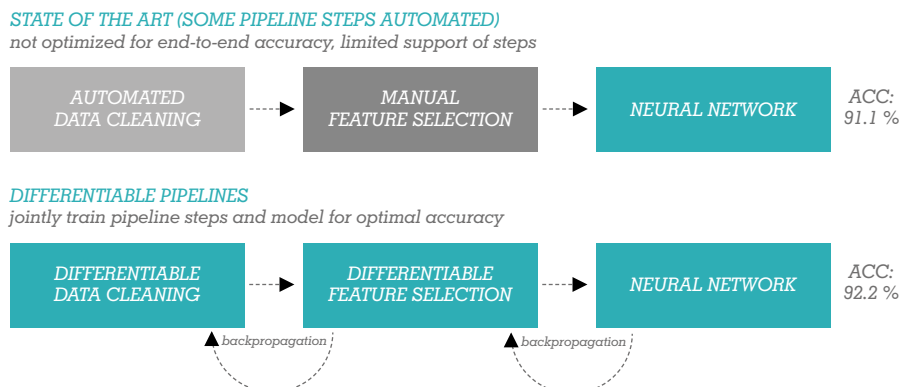 STATE OF THE ART (SOME PIPELINE STEPS AUTOMATED)
not optimized for end-to-end accuracy, limited support of steps
AUTOMATED
DATA CLEANING
MANUAL
FEATURE SELECTION
NEURAL NETWORK
ACC:
91.1 %
DIFFERENTIABLE PIPELINES
jointly train pipeline steps and model for optimal accuracy
DIFFERENTIABLE
DATA CLEANING
DIFFERENTIABLE
FEATURE SELECTION
NEURAL NETWORK
ACC:
92.2 %
backpropagation
backpropagation